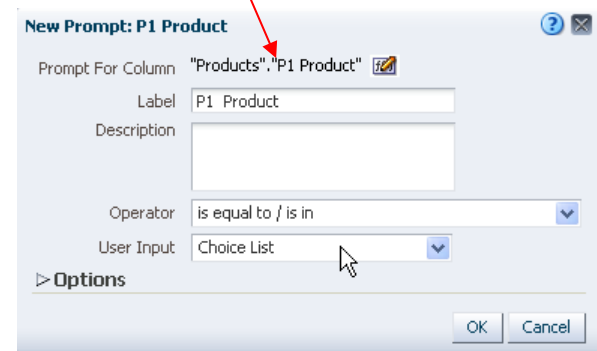 New Prompt: P1 Product
Prompt For Column "Products"."P1 Product"
Label P1 Product
Description
Operator is equal to / is in
User Input Choice List
Options
OK Cancel